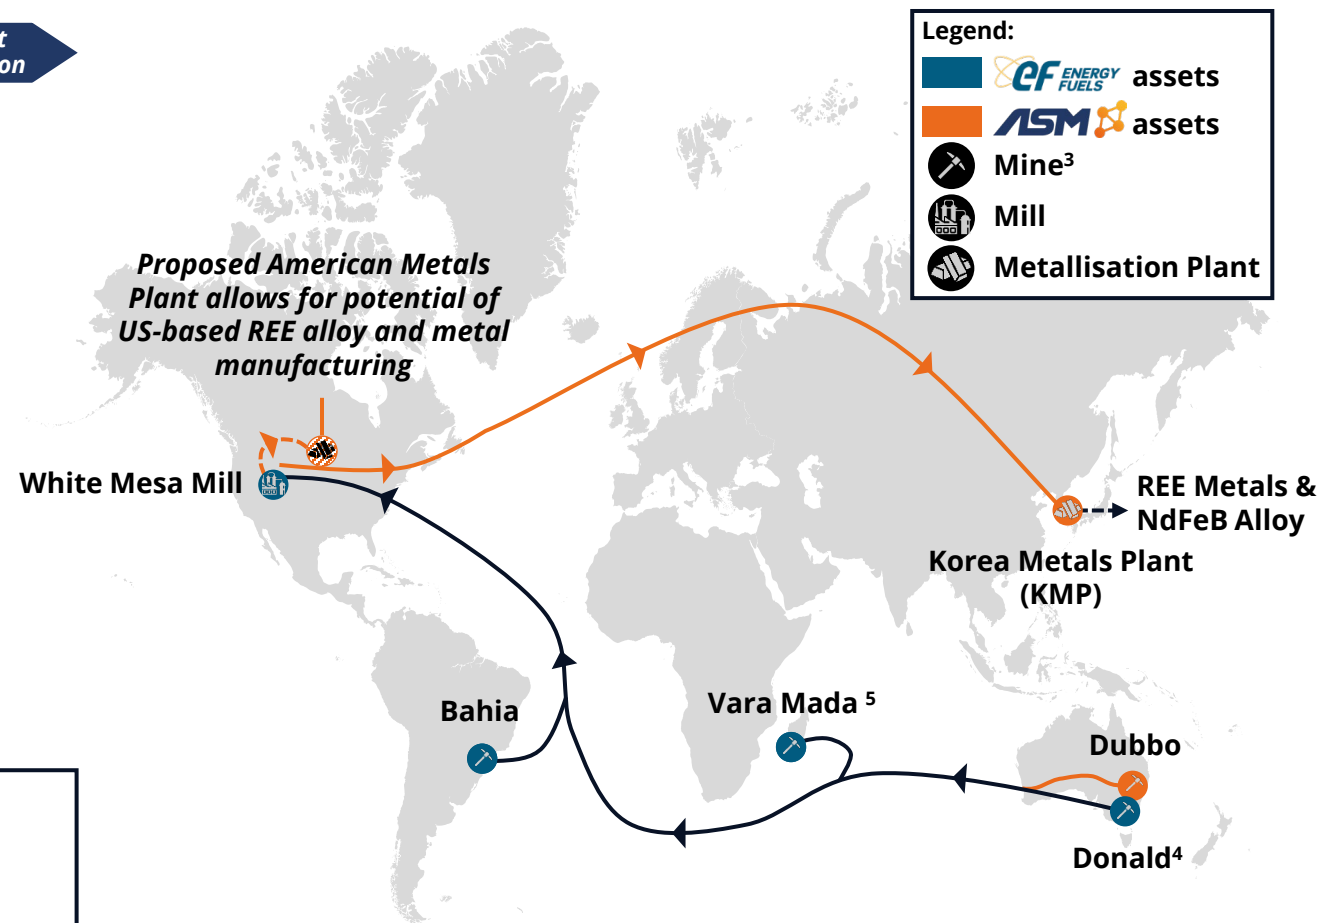 t
on
Legend:
eF ENERGY FUELS assets
ASM assets
Mine³
Mill
Metallisation Plant
Proposed American Metals
Plant allows for potential of
US-based REE alloy and metal
manufacturing
White Mesa Mill
REE Metals &
NdFeB Alloy
Korea Metals Plant
(KMP)
Bahia
Vara Mada ⁵
Dubbo
Donald⁴